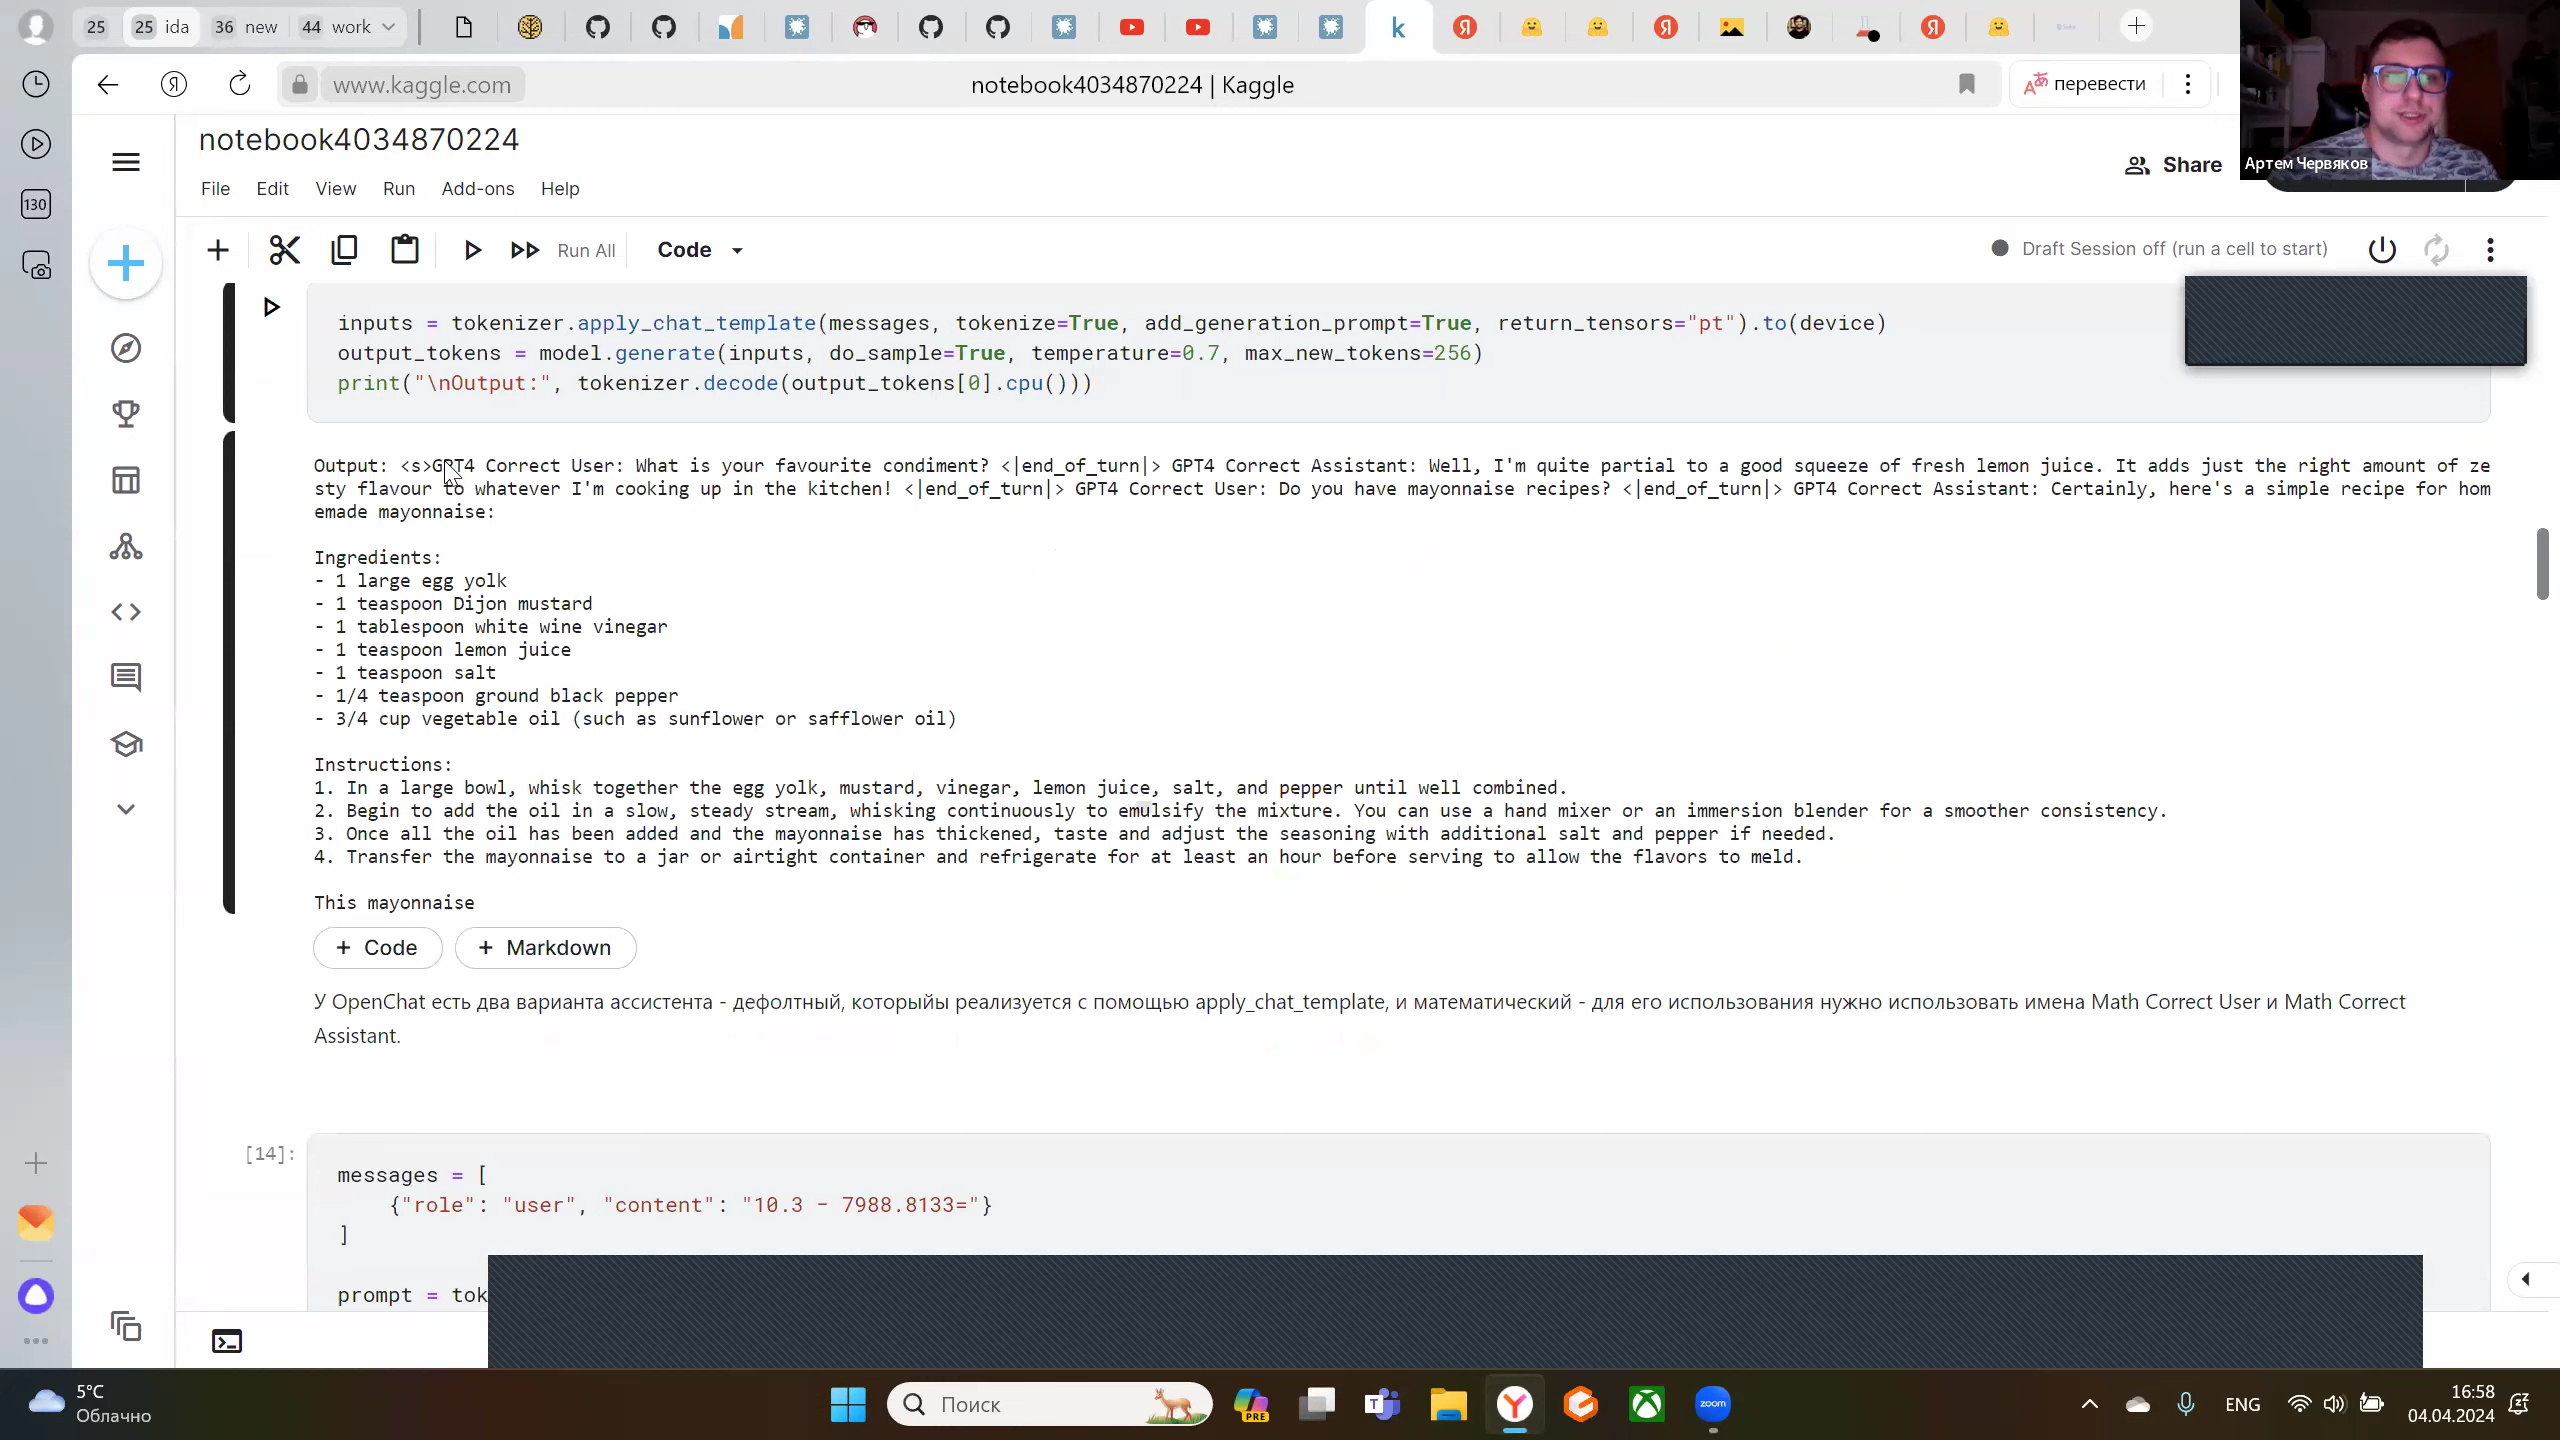 25
25 ida
36 new
44 work
www.kaggle.com
notebook4034870224 | Kaggle
перевести
130
notebook4034870224
Share
Артем Червяков
File Edit View Run Add-ons Help
Run All
Code
Draft Session off (run a cell to start)
inputs = tokenizer.apply_chat_template(messages, tokenize=True, add_generation_prompt=True, return_tensors="pt").to(device)
output_tokens = model.generate(inputs, do_sample=True, temperature=0.7, max_new_tokens=256)
print("\nOutput:", tokenizer.decode(output_tokens[0].cpu()))
Output: <s>GPT4 Correct User: What is your favourite condiment? <|end_of_turn|> GPT4 Correct Assistant: Well, I'm quite partial to a good squeeze of fresh lemon juice. It adds just the right amount of ze
sty flavour to whatever I'm cooking up in the kitchen! <|end_of_turn|> GPT4 Correct User: Do you have mayonnaise recipes? <|end_of_turn|> GPT4 Correct Assistant: Certainly, here's a simple recipe for hom
emade mayonnaise:
Ingredients:
- 1 large egg yolk
- 1 teaspoon Dijon mustard
- 1 tablespoon white wine vinegar
- 1 teaspoon lemon juice
- 1 teaspoon salt
- 1/4 teaspoon ground black pepper
- 3/4 cup vegetable oil (such as sunflower or safflower oil)
Instructions:
1. In a large bowl, whisk together the egg yolk, mustard, vinegar, lemon juice, salt, and pepper until well combined.
2. Begin to add the oil in a slow, steady stream, whisking continuously to emulsify the mixture. You can use a hand mixer or an immersion blender for a smoother consistency.
3. Once all the oil has been added and the mayonnaise has thickened, taste and adjust the seasoning with additional salt and pepper if needed.
4. Transfer the mayonnaise to a jar or airtight container and refrigerate for at least an hour before serving to allow the flavors to meld.
This mayonnaise
+ Code
+ Markdown
У OpenChat есть два варианта ассистента - дефолтный, которыйы реализуется с помощью apply_chat_template, и математический - для его использования нужно использовать имена Math Correct User и Math Correct
Assistant.
[14]:
messages = [
{"role": "user", "content": "10.3 - 7988.8133="}
]
prompt = tok
5°C
Облачно
Поиск
PRE
zoom
ENG
16:58
04.04.2024